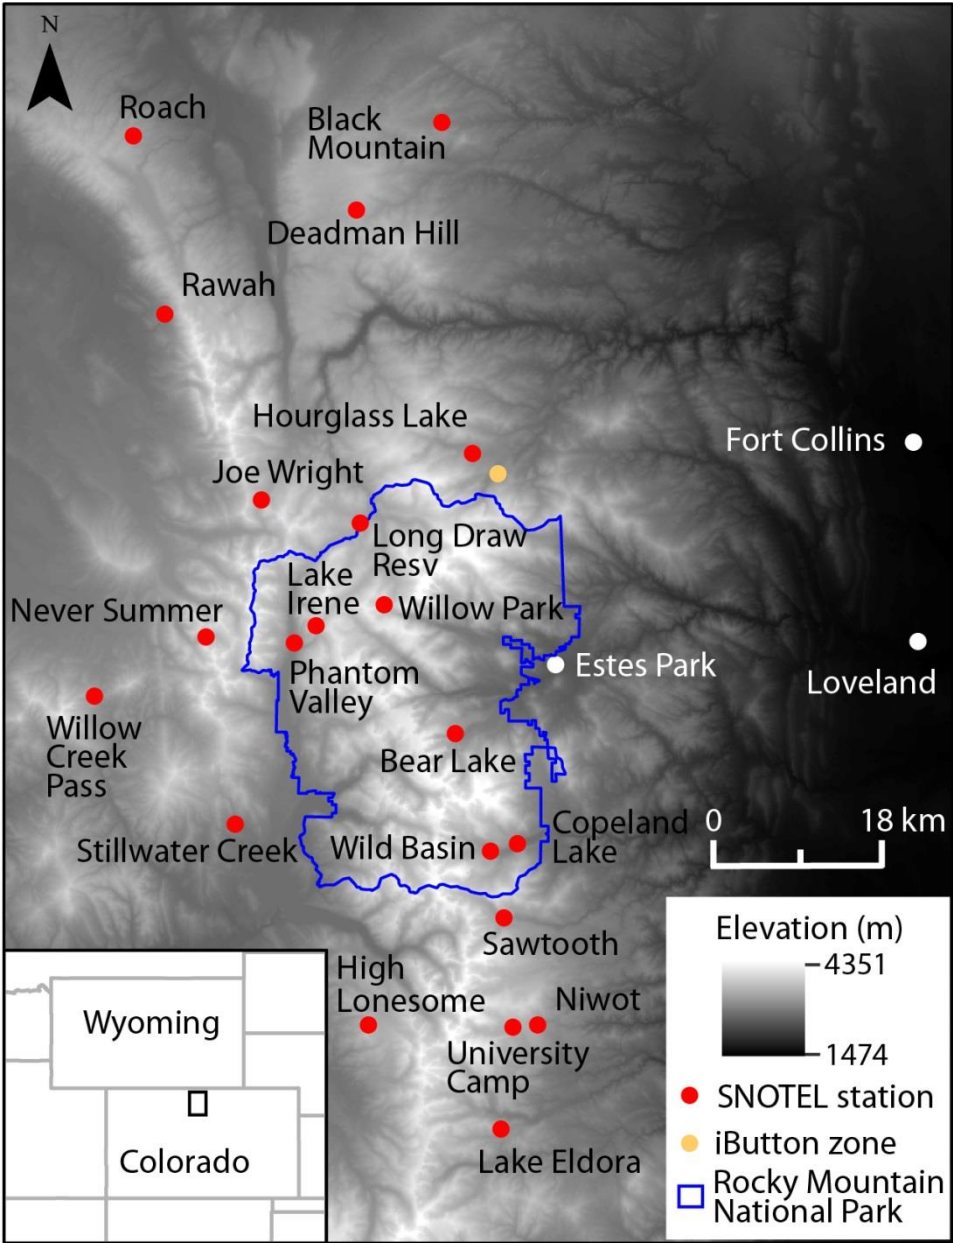 N
Roach
Black
Mountain
Deadman Hill
Rawah
Hourglass Lake
Fort Collins
Joe Wright
Long Draw
Resv
Lake
Irene
Willow Park
Never Summer
Phantom
Valley
Estes Park
Loveland
Willow
Creek
Pass
Bear Lake
Stillwater Creek
Wild Basin
Copeland
Lake
0 18 km
Sawtooth
High
Lonesome
Niwot
University
Camp
Lake Eldora
Wyoming
Colorado
Elevation (m)
4351
1474
SNOTEL station
iButton zone
Rocky Mountain
National Park